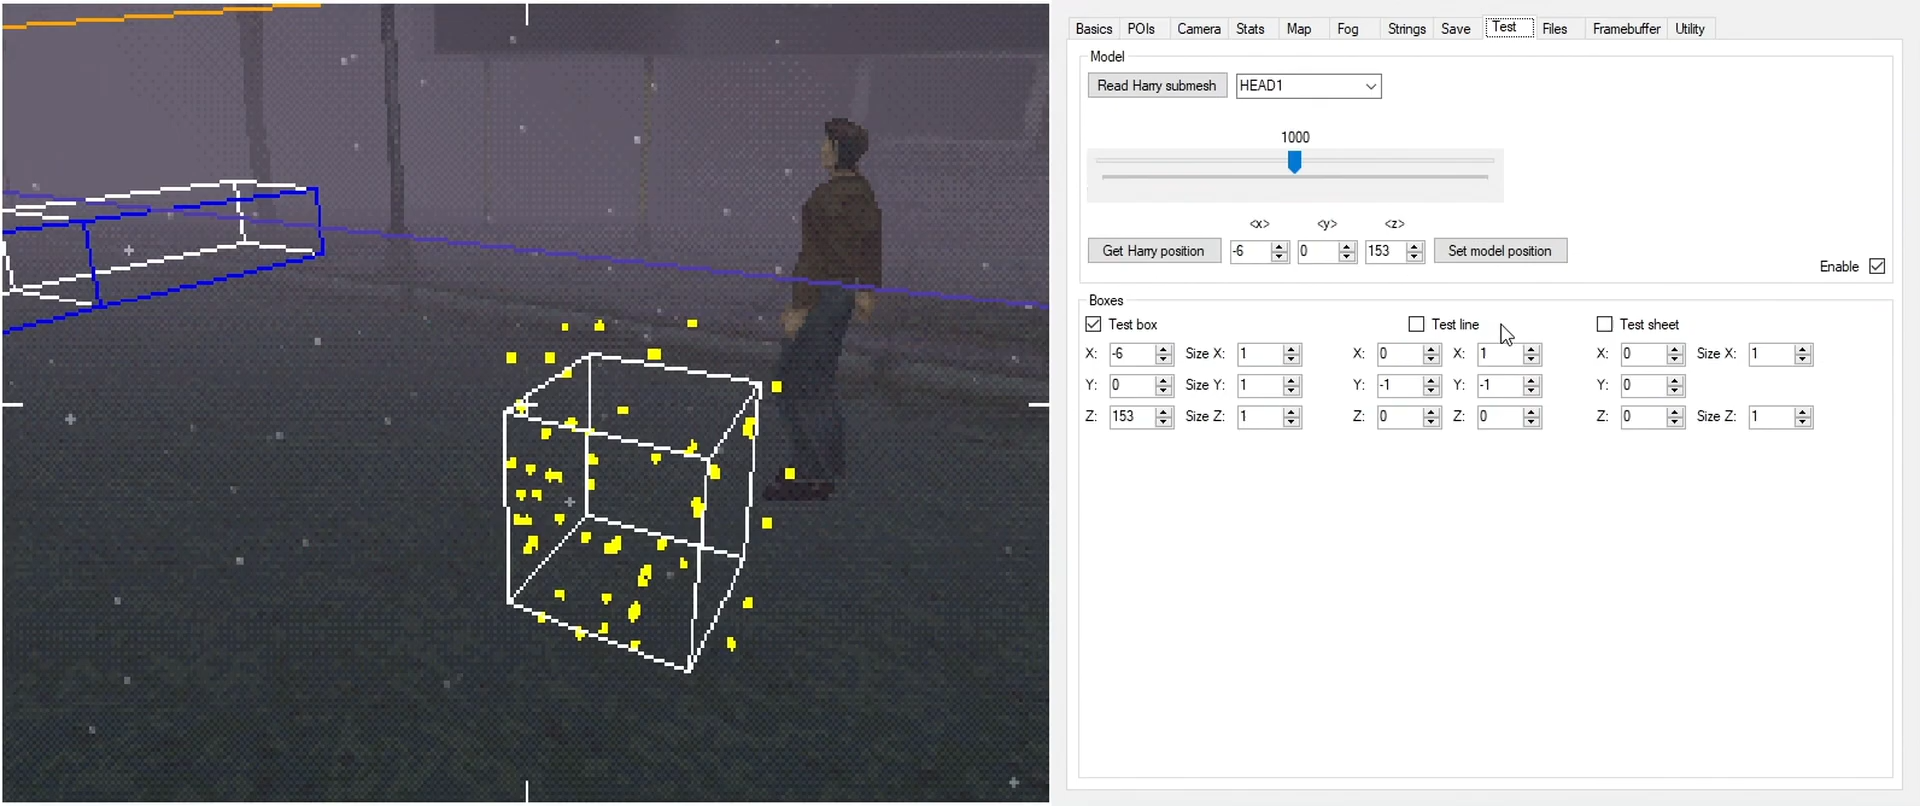 Basics POIs Camera Stats Map Fog Strings Save Test Files Framebuffer Utility
Model
Read Harry submesh HEAD1
1000
<x> <y> <z>
Get Harry position -6 0 153 Set model position
Enable
Boxes
Test box Test line Test sheet
X: -6 Size X: 1 X: 0 X: 1 X: 0 Size X: 1
Y: 0 Size Y: 1 Y: -1 Y: -1 Y: 0
Z: 153 Size Z: 1 Z: 0 Z: 0 Z: 0 Size Z: 1